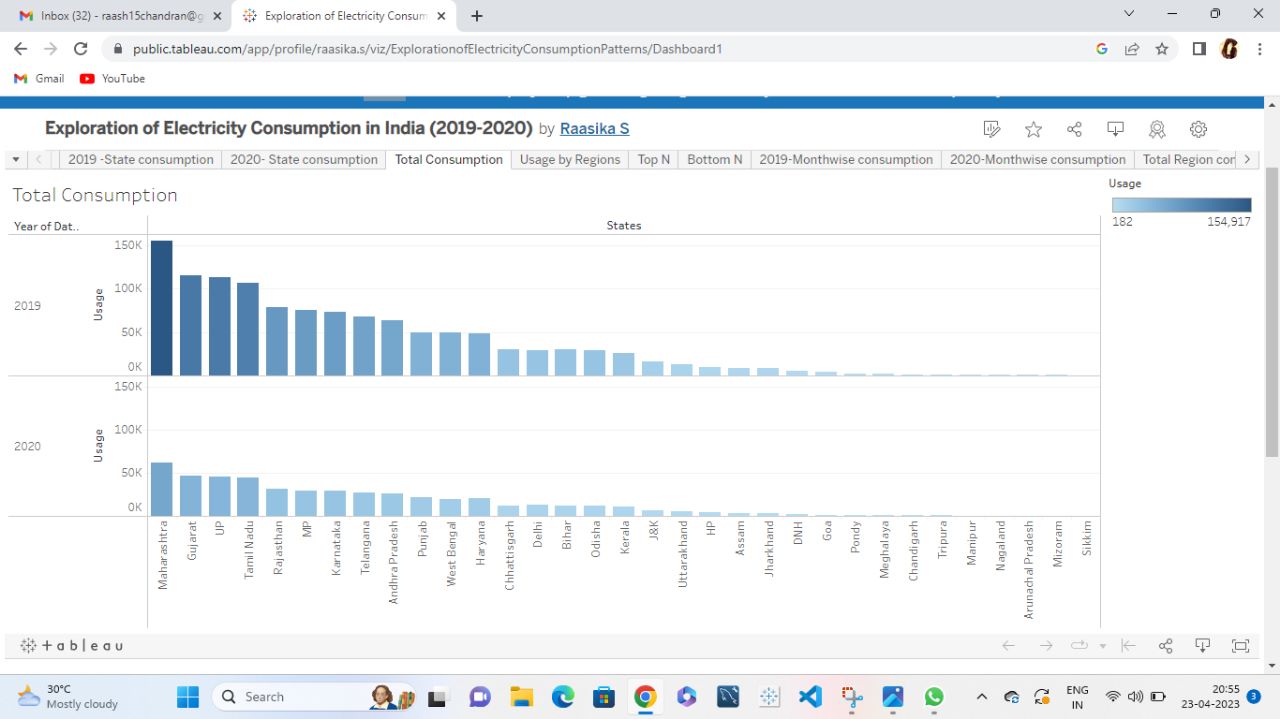 Inbox (32) - raash15chandran@g
Exploration of Electricity Consum
public.tableau.com/app/profile/raasika.s/viz/ExplorationofElectricityConsumptionPatterns/Dashboard1
Gmail
YouTube
Exploration of Electricity Consumption in India (2019-2020) by Raasika S
2019 -State consumption
2020- State consumption
Total Consumption
Usage by Regions
Top N
Bottom N
2019-Monthwise consumption
2020-Monthwise consumption
Total Region cor
Total Consumption
Usage
182
154,917
Year of Dat..
States
2019
Usage
150K
100K
50K
0K
2020
Usage
150K
100K
50K
0K
Maharashtra
Gujarat
UP
Tamil Nadu
Rajasthan
MP
Karnataka
Telangana
Andhra Pradesh
Punjab
West Bengal
Haryana
Chhattisgarh
Delhi
Bihar
Odisha
Kerala
J&K
Uttarakhand
HP
Assam
Jharkhand
DNH
Goa
Pondy
Meghalaya
Chandigarh
Tripura
Manipur
Nagaland
Arunachal Pradesh
Mizoram
Sikkim
+ableau
30°C
Mostly cloudy
Search
ENG
IN
20:55
23-04-2023
3